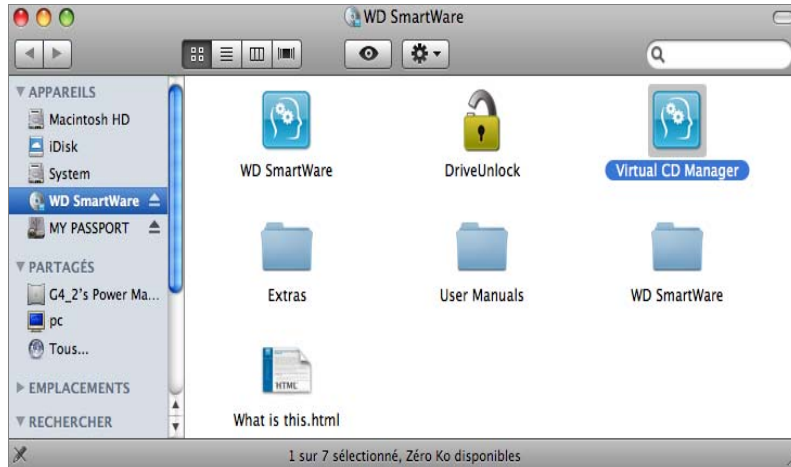 WD SmartWare
APPAREILS
Macintosh HD
iDisk
System
WD SmartWare
MY PASSPORT
PARTAGÉS
G4_2's Power Ma...
pc
Tous...
EMPLACEMENTS
RECHERCHER
WD SmartWare
DriveUnlock
Virtual CD Manager
Extras
User Manuals
WD SmartWare
HTML
What is this.html
1 sur 7 sélectionné, Zéro Ko disponibles